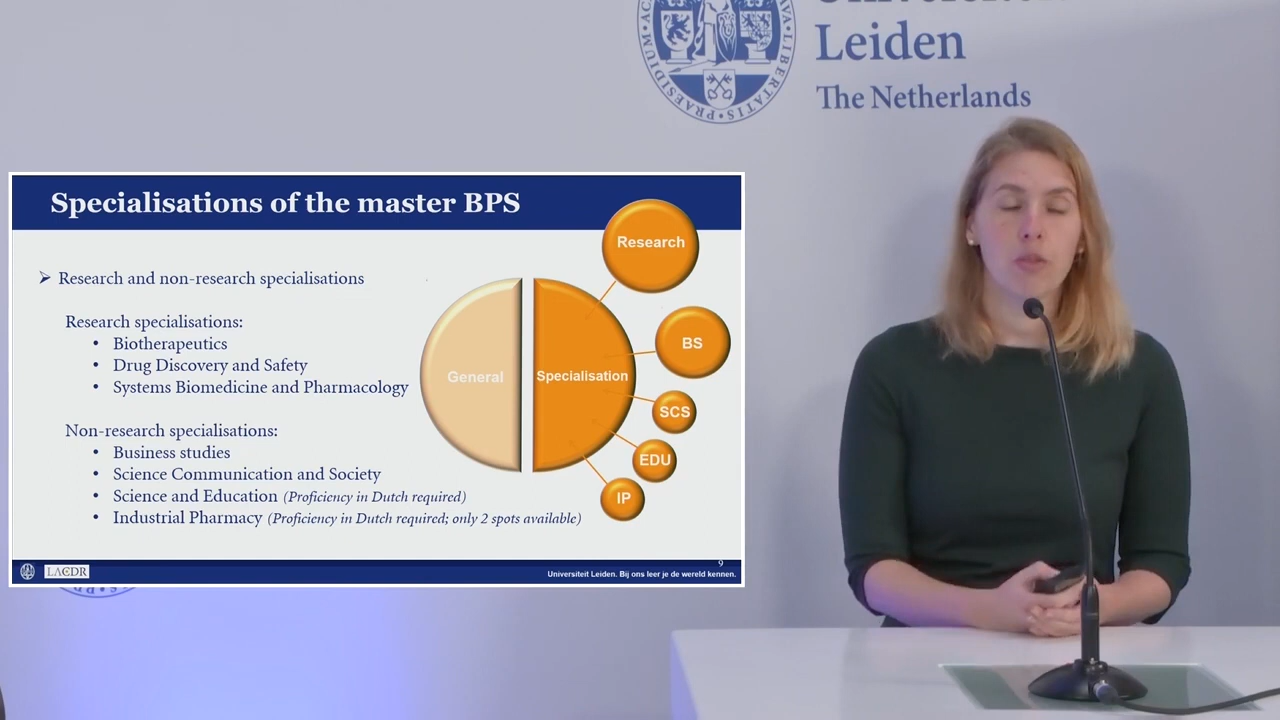 Leiden
The Netherlands
PRAESIDIUM
LIBERTATIS
Specialisations of the master BPS
➢ Research and non-research specialisations
Research specialisations:
• Biotherapeutics
• Drug Discovery and Safety
• Systems Biomedicine and Pharmacology
Non-research specialisations:
• Business studies
• Science Communication and Society
• Science and Education (Proficiency in Dutch required)
• Industrial Pharmacy (Proficiency in Dutch required; only 2 spots available)
General
Specialisation
Research
BS
SCS
EDU
IP
9
LACDR
Universiteit Leiden. Bij ons leer je de wereld kennen.